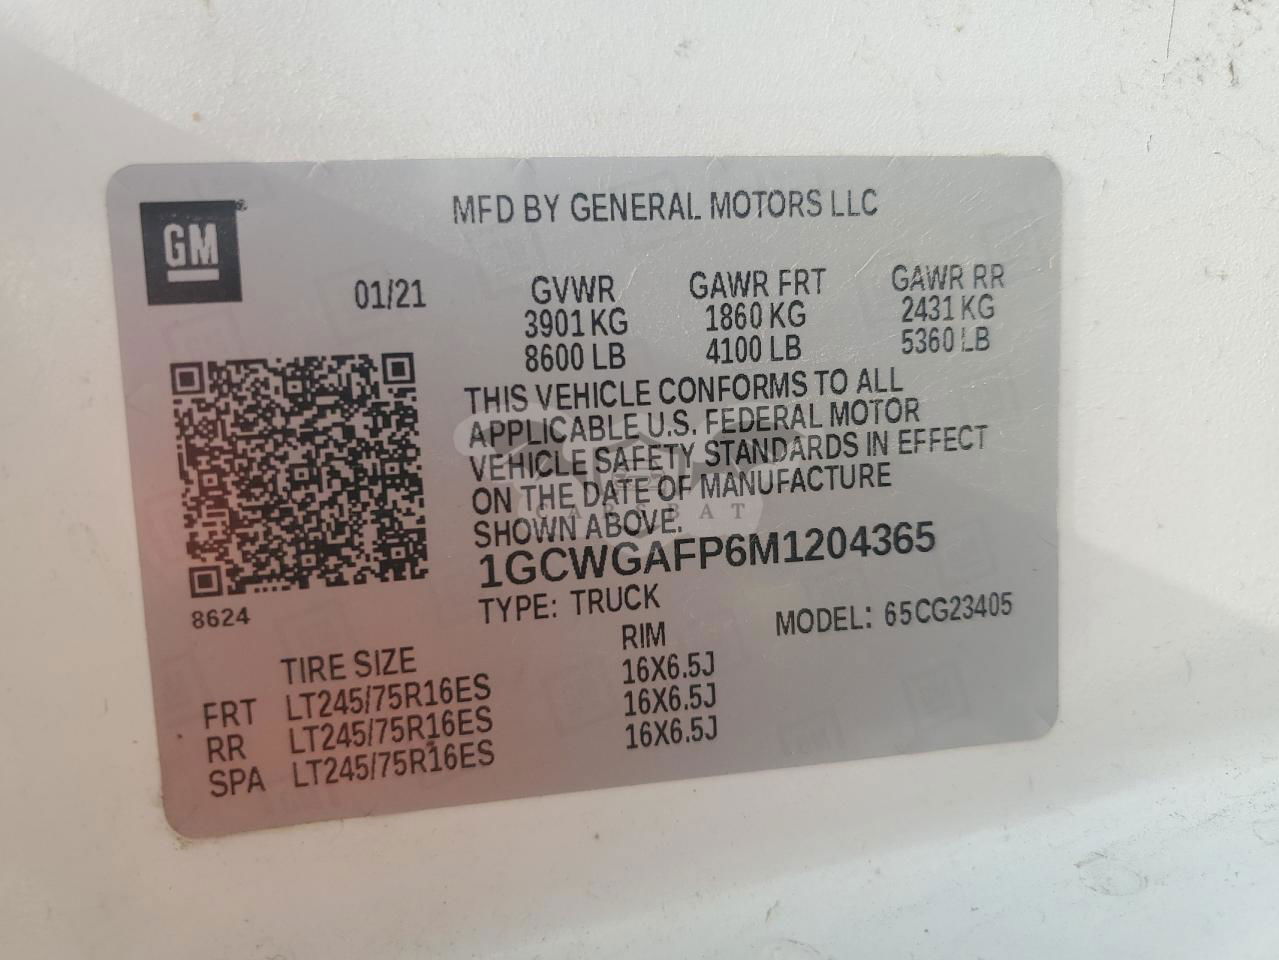 MFD BY GENERAL MOTORS LLC
GM®
01/21
GVWR GAWR FRT GAWR RR
3901 KG 1860 KG 2431 KG
8600 LB 4100 LB 5360 LB
THIS VEHICLE CONFORMS TO ALL
APPLICABLE U.S. FEDERAL MOTOR
VEHICLE SAFETY STANDARDS IN EFFECT
ON THE DATE OF MANUFACTURE
SHOWN ABOVE.
1GCWGAFP6M1204365
8624
TYPE: TRUCK MODEL: 65CG23405
TIRE SIZE RIM
FRT LT245/75R16ES 16X6.5J
RR LT245/75R16ES 16X6.5J
SPA LT245/75R16ES 16X6.5J